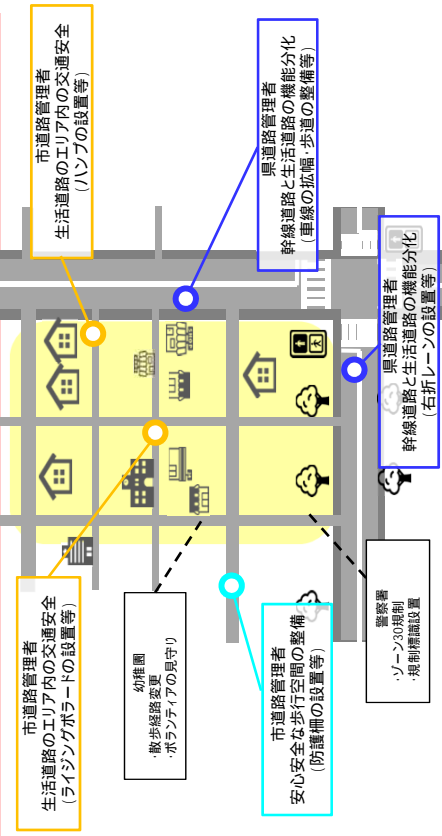 市道路管理者
生活道路のエリア内の交通安全
（ライジングボラードの設置等）
市道路管理者
生活道路のエリア内の交通安全
（ハンプの設置等）
幼稚園
・散歩経路変更
・ボランティアの見守り
市道路管理者
安心安全な歩行空間の整備
（防護柵の設置等）
県道路管理者
幹線道路と生活道路の機能分化
（車線の拡幅・歩道の整備等）
警察署
・ゾーン30規制
・規制標識設置
県道路管理者
幹線道路と生活道路の機能分化
（右折レーンの設置等）